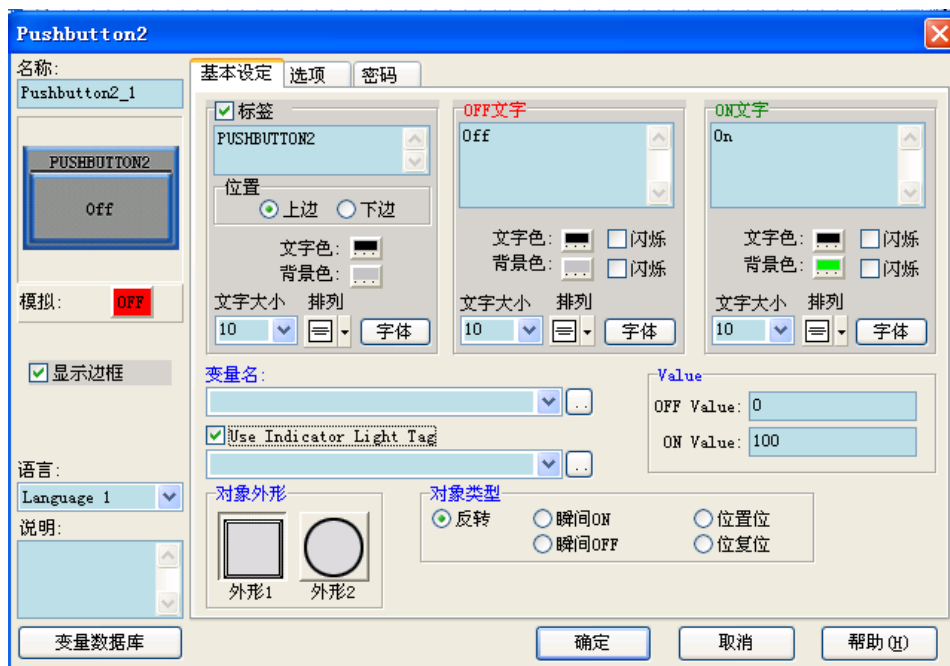 Pushbutton2
名称:
Pushbutton2_1
PUSHBUTTON2
Off
模拟:
OFF
显示边框
语言:
Language 1
说明:
变量数据库
基本设定
选项
密码
标签
PUSHBUTTON2
位置
上边 下边
文字色:
背景色:
文字大小 排列
10 字体
OFF文字
Off
文字色: 闪烁
背景色: 闪烁
文字大小 排列
10 字体
ON文字
On
文字色: 闪烁
背景色: 闪烁
文字大小 排列
10 字体
变量名:
..
Use Indicator Light Tag
..
Value
OFF Value: 0
ON Value: 100
对象外形
外形1 外形2
对象类型
反转 瞬间ON 位置位
瞬间OFF 位复位
确定 取消 帮助(H)